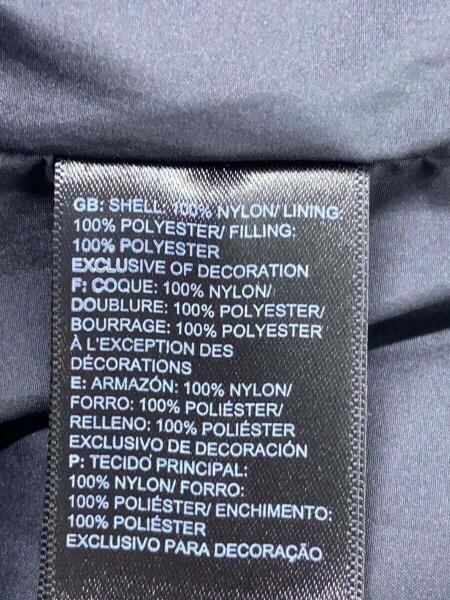 GB: SHELL: 100% NYLON/ LINING:
100% POLYESTER/ FILLING:
100% POLYESTER
EXCLUSIVE OF DECORATION
F: COQUE: 100% NYLON/
DOUBLURE: 100% POLYESTER/
BOURRAGE: 100% POLYESTER
À L'EXCEPTION DES
DÉCORATIONS
E: ARMAZÓN: 100% NYLON/
FORRO: 100% POLIÉSTER/
RELLENO: 100% POLIÉSTER
EXCLUSIVO DE DECORACIÓN
P: TECIDO PRINCIPAL:
100% NYLON/ FORRO:
100% POLIÉSTER/ ENCHIMENTO:
100% POLIÉSTER
EXCLUSIVO PARA DECORAÇÃO